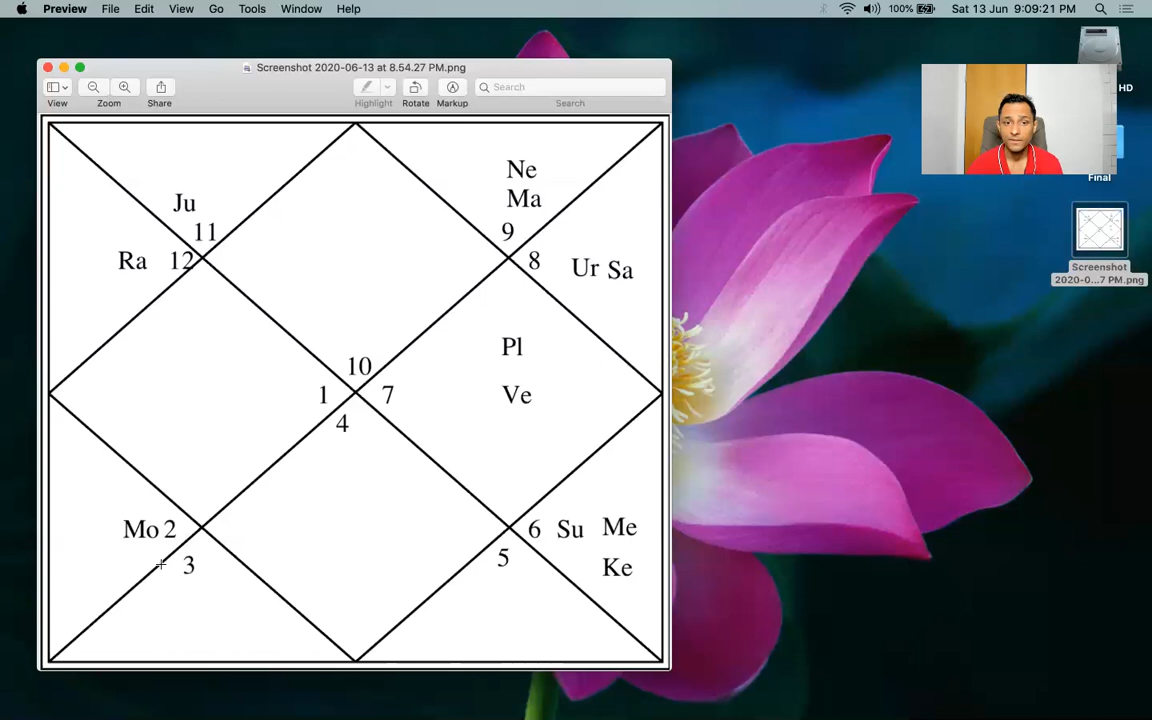 Preview File Edit View Go Tools Window Help 100% Sat 13 Jun 9:09:21 PM
Screenshot 2020-06-13 at 8.54.27 PM.png
Search
View Zoom Share Highlight Rotate Markup Search
HD
Final
Screenshot
2020-0...7 PM.png
Ne
Ju Ma
11 9
Ra 12 8 Ur Sa
Pl
10
1 7 Ve
4
Mo 2 6 Su Me
3 5 Ke